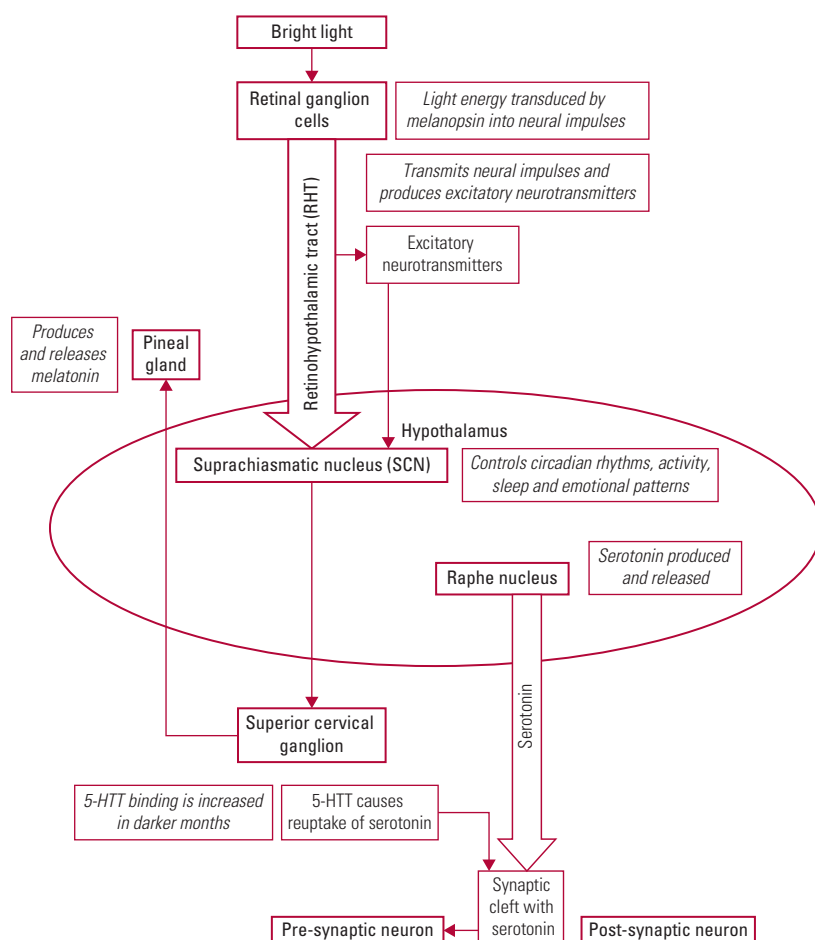 Bright light
Retinal ganglion
cells
Light energy transduced by
melanopsin into neural impulses
Transmits neural impulses and
produces excitatory neurotransmitters
Retinohypothalamic tract (RHT)
Excitatory
neurotransmitters
Produces
and releases
melatonin
Pineal
gland
Hypothalamus
Suprachiasmatic nucleus (SCN)
Controls circadian rhythms, activity,
sleep and emotional patterns
Raphe nucleus
Serotonin produced
and released
Serotonin
Superior cervical
ganglion
5-HTT binding is increased
in darker months
5-HTT causes
reuptake of serotonin
Synaptic
cleft with
serotonin
Pre-synaptic neuron
Post-synaptic neuron